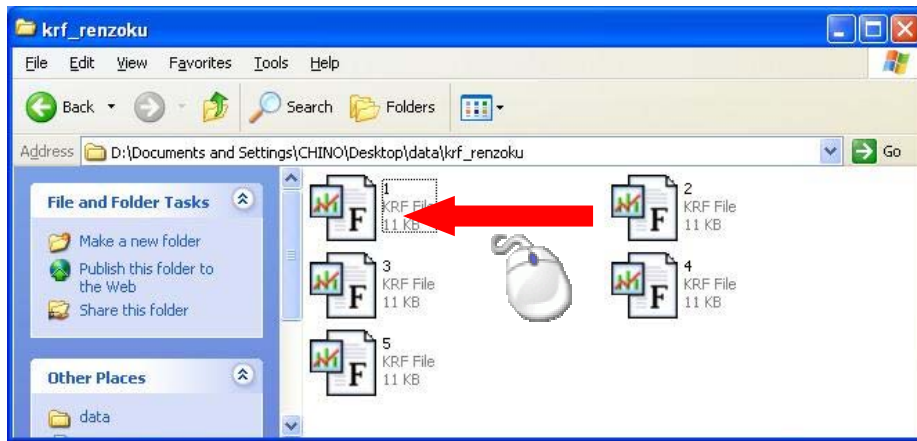 krf_renzoku
File Edit View Favorites Tools Help
Back Search Folders
Address D:\Documents and Settings\CHINO\Desktop\data\krf_renzoku Go
File and Folder Tasks
Make a new folder
Publish this folder to
the Web
Share this folder
Other Places
data
1
KRF File
11 KB
2
KRF File
11 KB
3
KRF File
11 KB
4
KRF File
11 KB
5
KRF File
11 KB